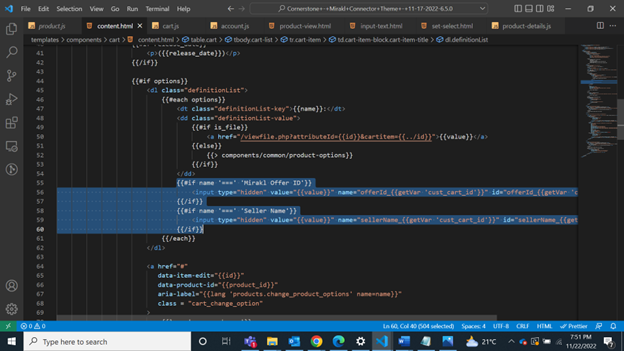 File Edit Selection View Go Run Terminal Help
Cornerstone+-+Mirakl+Connector+Theme+-+11-17-2022-6.5.0
product.js content.html cart.js account.js product-view.html input-text.html set-select.html product-details.js
templates > components > cart > content.html > table.cart > tbody.cart-list > tr.cart-item > td.cart-item-block.cart-item-title > dl.definitionList
41 <p>{{{release_date}}}</p>
42 {{/if}}
43
44 {{#if options}}
45 <dl class="definitionList">
46 {{#each options}}
47 <dt class="definitionList-key">{{name}}:</dt>
48 <dd class="definitionList-value">
49 {{#if is_file}}
50 <a href="/viewfile.php?attributeId={{id}}&cartitem={{../id}}">{{value}}</a>
51 {{else}}
52 {{> components/common/product-options}}
53 {{/if}}
54 </dd>
55 {{#if name '===' 'Mirakl Offer ID'}}
56 <input type="hidden" value="{{value}}" name="offerId_{{getVar 'cust_cart_id'}}" id="offerId_{{getVar 'c
57 {{/if}}
58 {{#if name '===' 'Seller Name'}}
59 <input type="hidden" value="{{value}}" name="sellerName_{{getVar 'cust_cart_id'}}" id="sellerName_{{get
60 {{/if}}
61 {{/each}}
62 </dl>
63
64 <a href="#"
65 data-item-edit="{{id}}"
66 data-product-id="{{product_id}}"
67 aria-label="{{lang 'products.change_product_options' name=name}}"
68 class = "cart_change_option"
69 >
0 0 Ln 60, Col 40 (504 selected) Spaces: 4 UTF-8 CRLF HTML Prettier
Type here to search
21°C
7:51 PM
11/22/2022